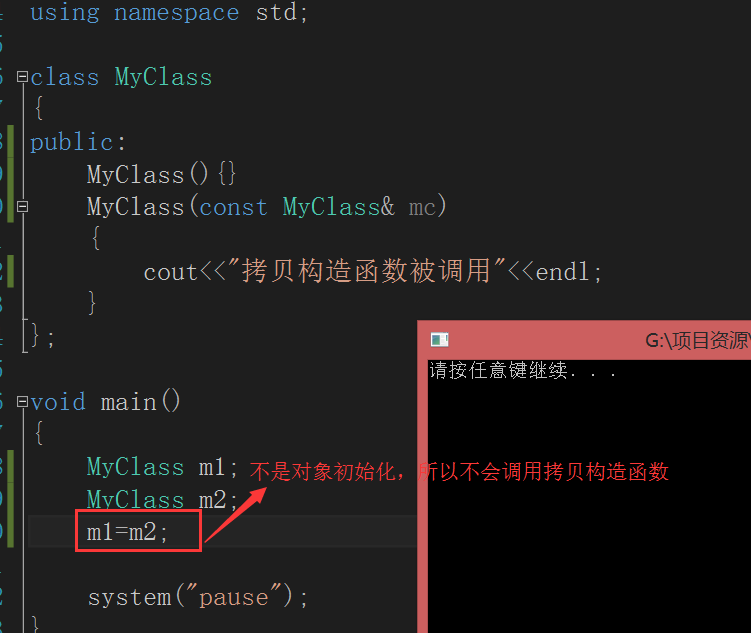 using namespace std;
class MyClass
{
public:
MyClass(){}
MyClass(const MyClass& mc)
{
cout<<"拷贝构造函数被调用"<<endl;
}
};
G:\项目资源\
请按任意键继续. . .
void main()
{
MyClass m1; 不是对象初始化，所以不会调用拷贝构造函数
MyClass m2;
m1=m2;
system("pause");
}